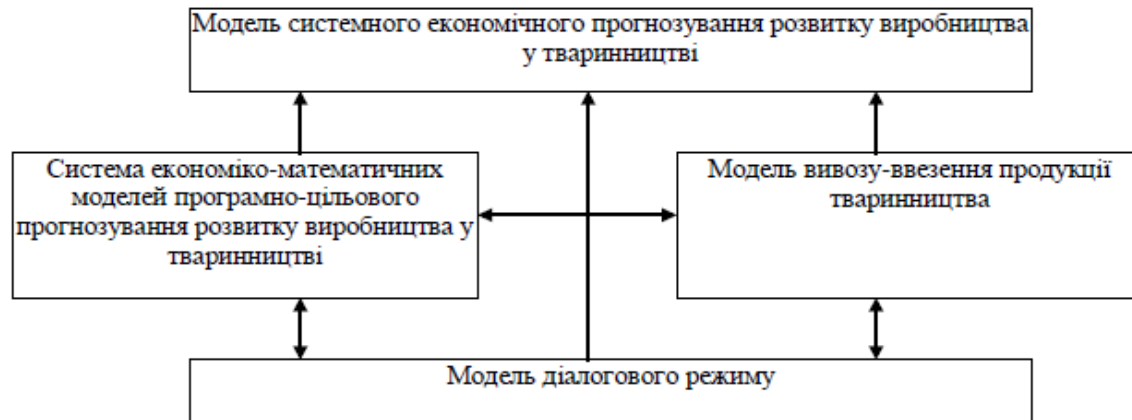 Модель системного економічного прогнозування розвитку виробництва
у тваринництві
Система економіко-математичних
моделей програмно-цільового
прогнозування розвитку виробництва у
тваринництві
Модель вивозу-ввезення продукції
тваринництва
Модель діалогового режиму